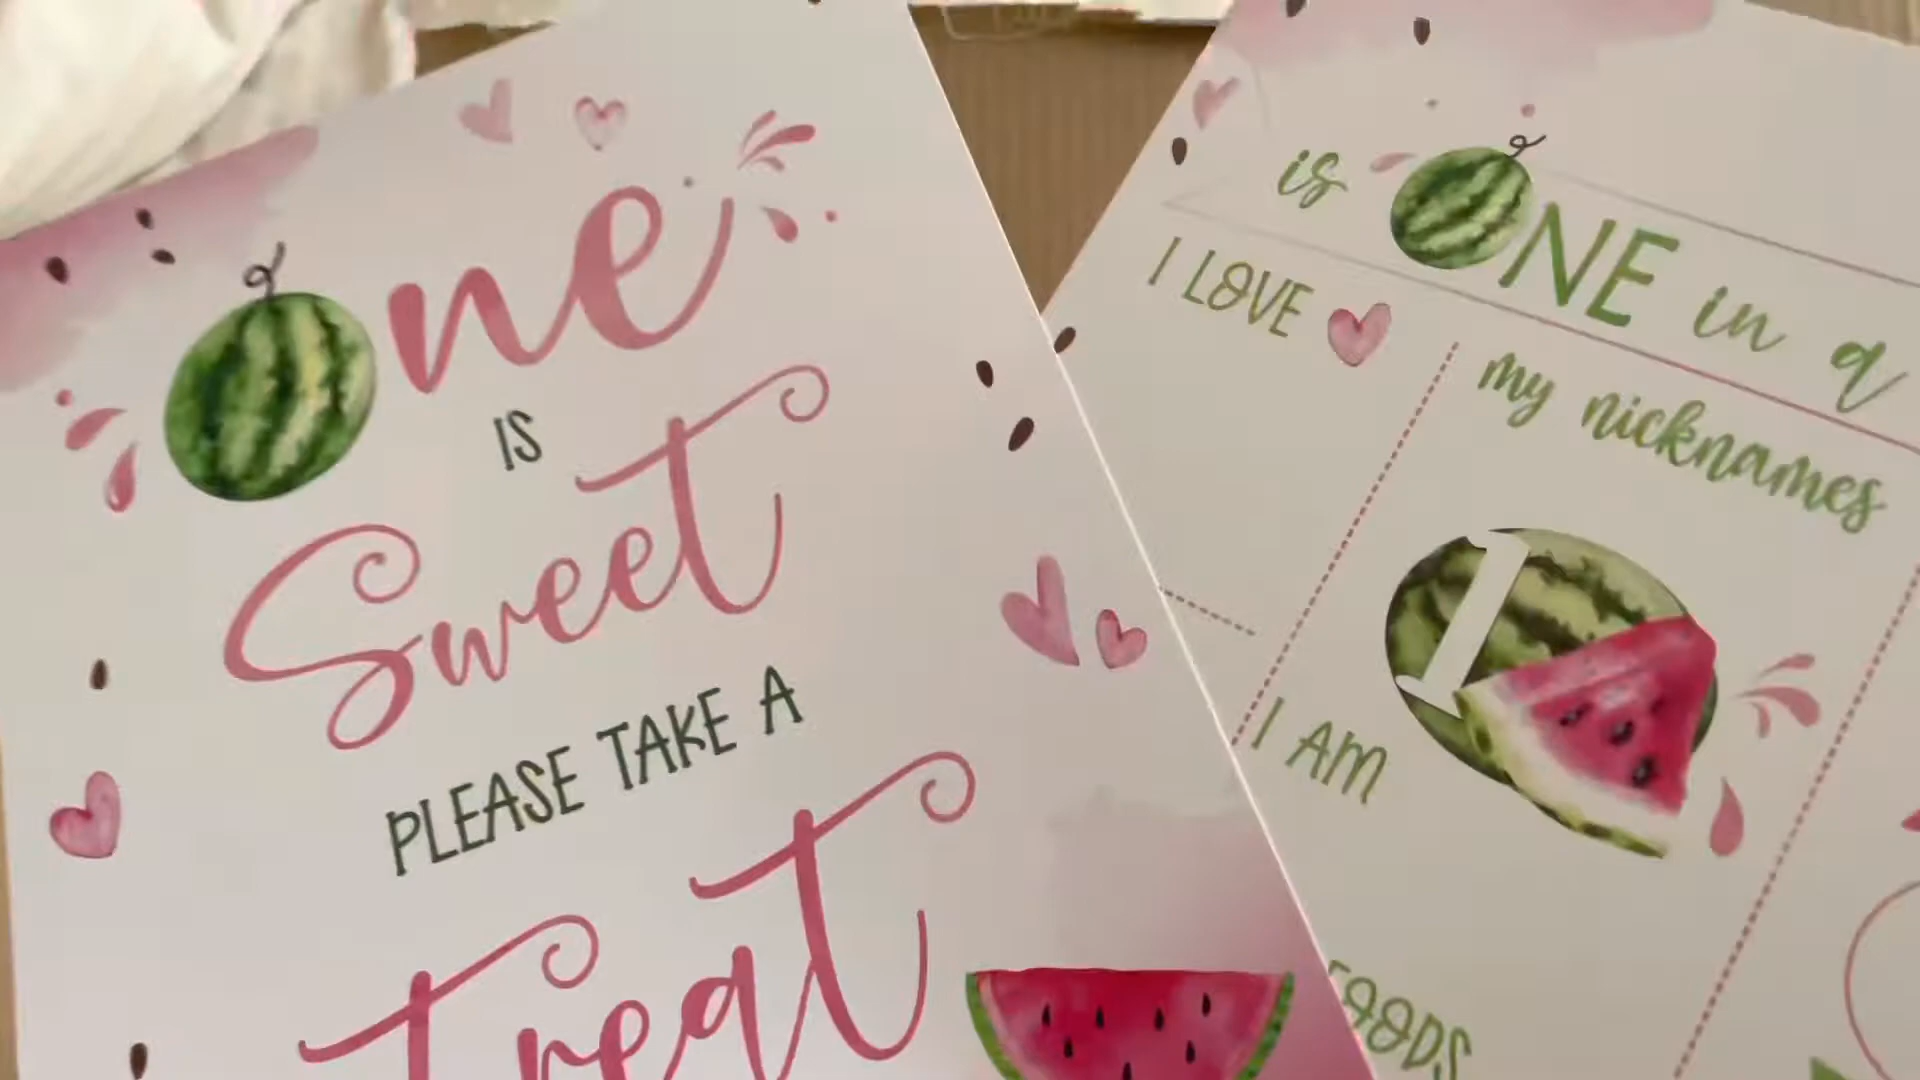 One
IS
Sweet
PLEASE TAKE A
Treat
is ONE in a
I LOVE
my nicknames
1
I AM
FOODS